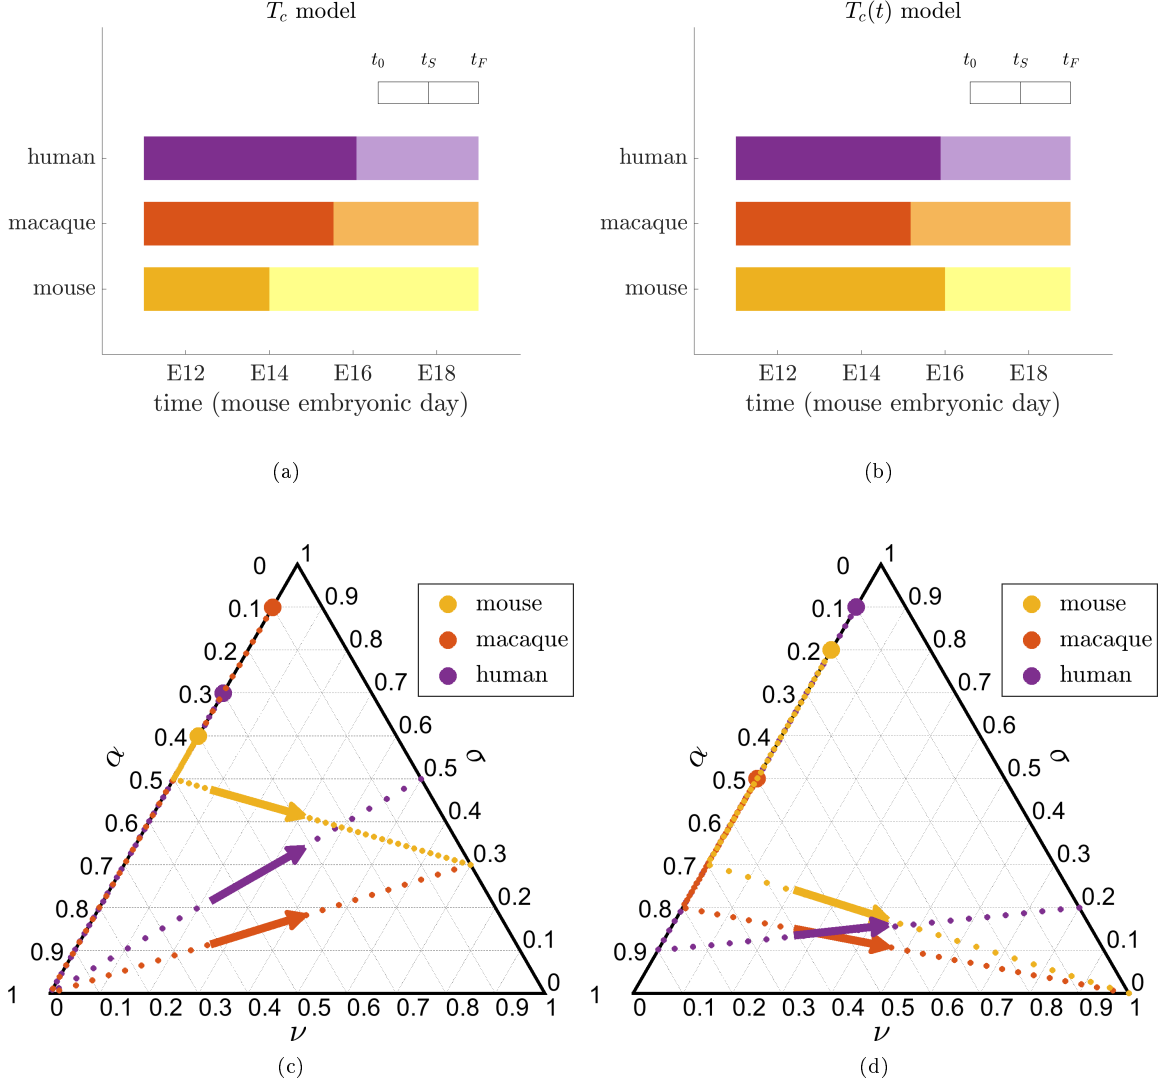 T_c model
t_0 t_S t_F
human
macaque
mouse
E12 E14 E16 E18
time (mouse embryonic day)
(a)
T_c(t) model
t_0 t_S t_F
human
macaque
mouse
E12 E14 E16 E18
time (mouse embryonic day)
(b)
0 1
0.1 0.9
0.2 0.8
0.3 0.7
0.4 0.6
α 0.5 0.5 ϱ
0.6 0.4
0.7 0.3
0.8 0.2
0.9 0.1
1 0
0 0.1 0.2 0.3 0.4 0.5 0.6 0.7 0.8 0.9 1
ν
mouse
macaque
human
(c)
0 1
0.1 0.9
0.2 0.8
0.3 0.7
0.4 0.6
α 0.5 0.5 ϱ
0.6 0.4
0.7 0.3
0.8 0.2
0.9 0.1
1 0
0 0.1 0.2 0.3 0.4 0.5 0.6 0.7 0.8 0.9 1
ν
mouse
macaque
human
(d)